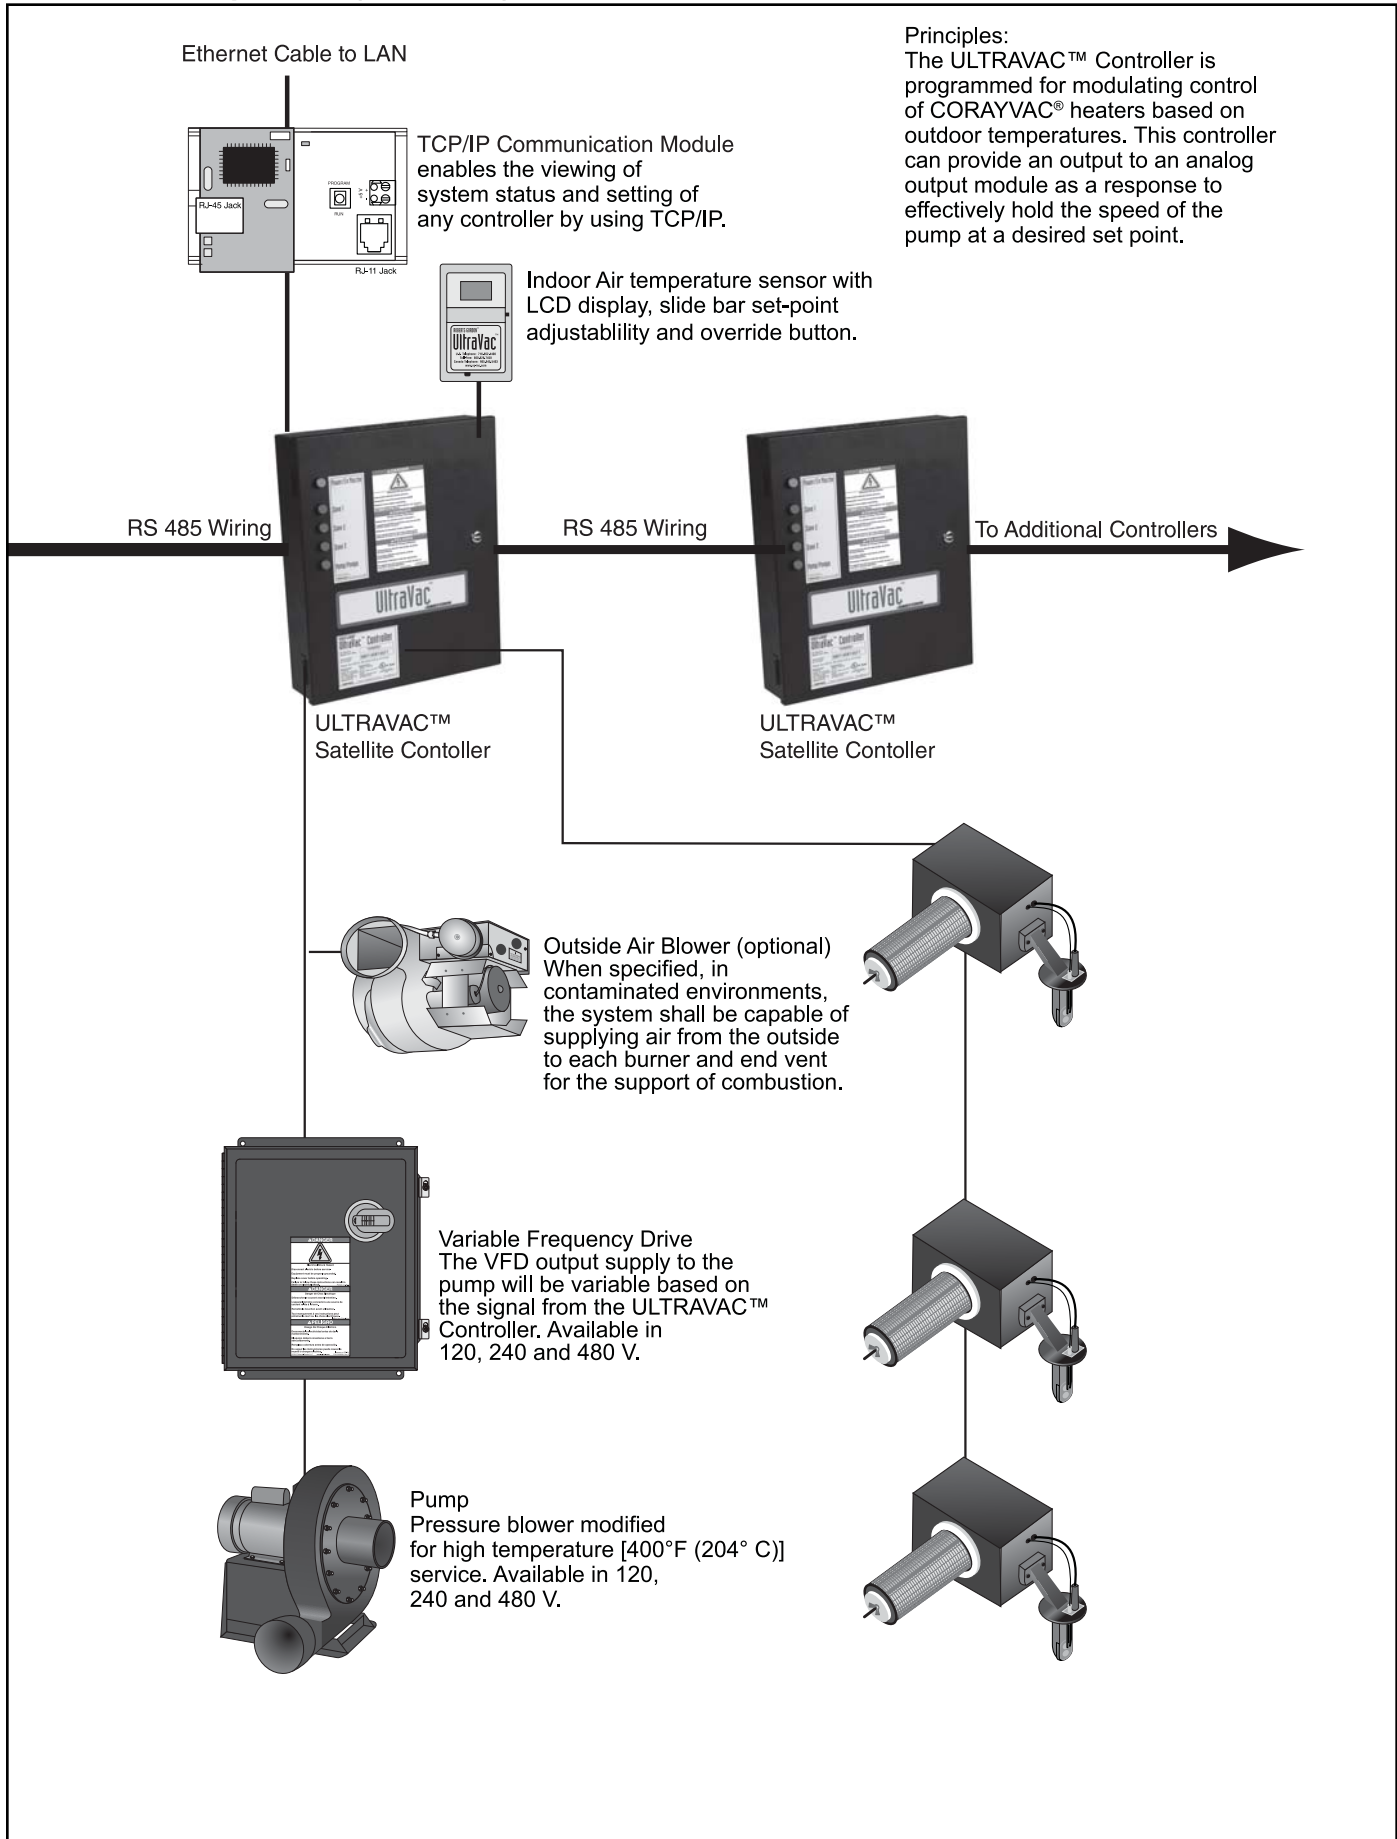 Ethernet Cable to LAN
Principles:
The ULTRAVAC™ Controller is
programmed for modulating control
of CORAYVAC® heaters based on
outdoor temperatures. This controller
can provide an output to an analog
output module as a response to
effectively hold the speed of the
pump at a desired set point.
TCP/IP Communication Module
enables the viewing of
system status and setting of
any controller by using TCP/IP.
RJ-45 Jack
PROGRAM
RUN
RJ-11 Jack
Indoor Air temperature sensor with
LCD display, slide bar set-point
adjustablility and override button.
UltraVac
RS 485 Wiring
RS 485 Wiring
To Additional Controllers
UltraVac
UltraVac™ Controller
UltraVac
UltraVac™ Controller
ULTRAVAC™
Satellite Contoller
ULTRAVAC™
Satellite Contoller
Outside Air Blower (optional)
When specified, in
contaminated environments,
the system shall be capable of
supplying air from the outside
to each burner and end vent
for the support of combustion.
DANGER
DANGER
PELIGRO
Variable Frequency Drive
The VFD output supply to the
pump will be variable based on
the signal from the ULTRAVAC™
Controller. Available in
120, 240 and 480 V.
Pump
Pressure blower modified
for high temperature [400°F (204° C)]
service. Available in 120,
240 and 480 V.